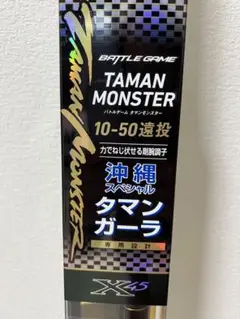 TAMAN MONSTER
BATTLE GAME
TAMAN
MONSTER
バトルゲーム タマンモンスター
10-50遠投
力でねじ伏せる剛腕調子
沖縄
スペシャル
タマン
ガーラ
専用設計
X45